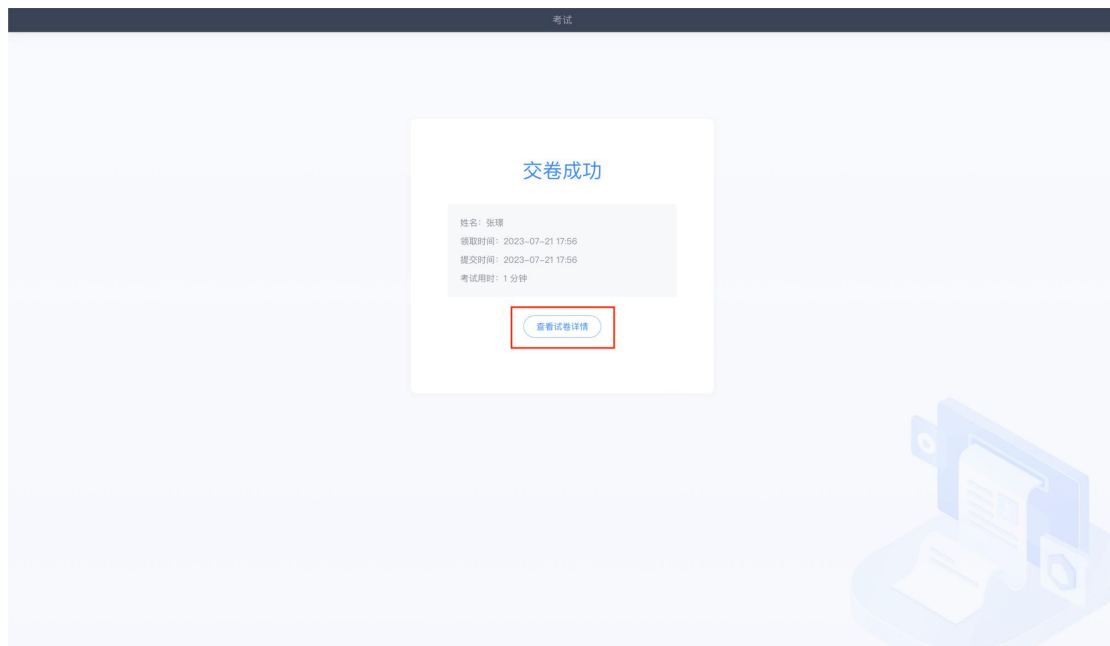 考试
交卷成功
姓名：张璟
领取时间：2023-07-21 17:56
提交时间：2023-07-21 17:56
考试用时：1 分钟
查看试卷详情